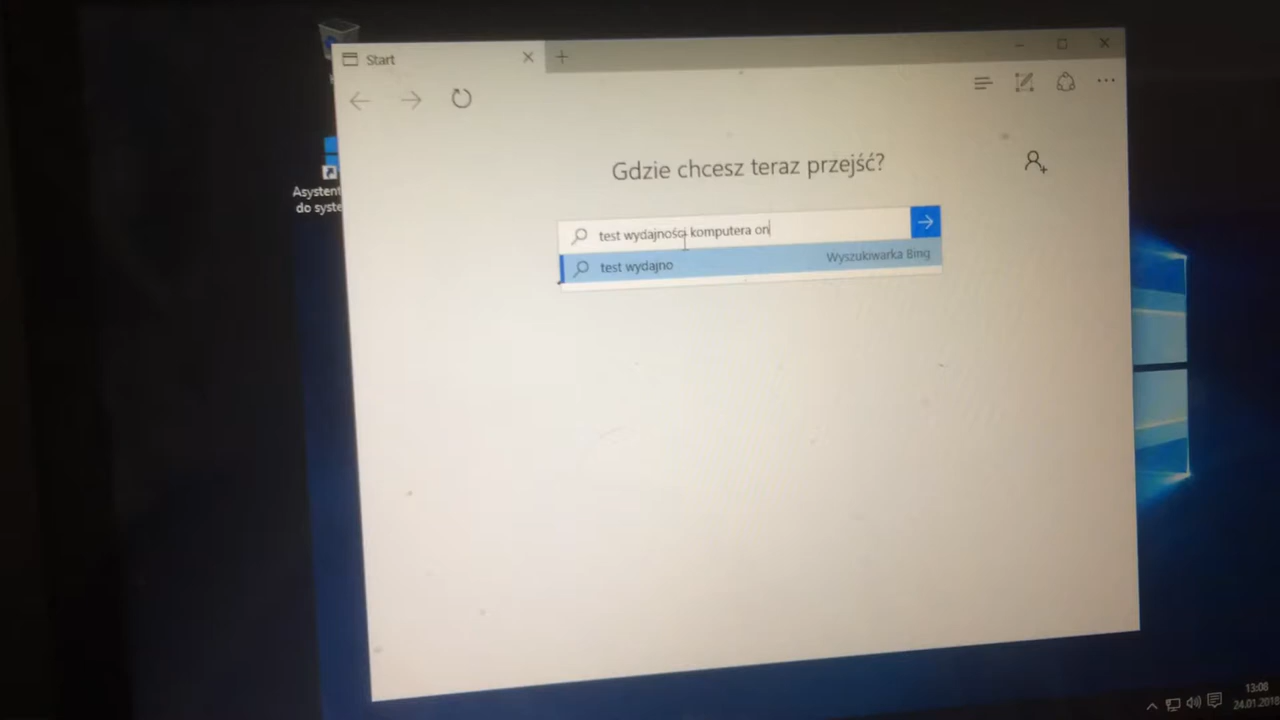 Start
Gdzie chcesz teraz przejść?
test wydajności komputera on
test wydajno
Wyszukiwarka Bing
Asystent
do syste
13:08
24.01.201